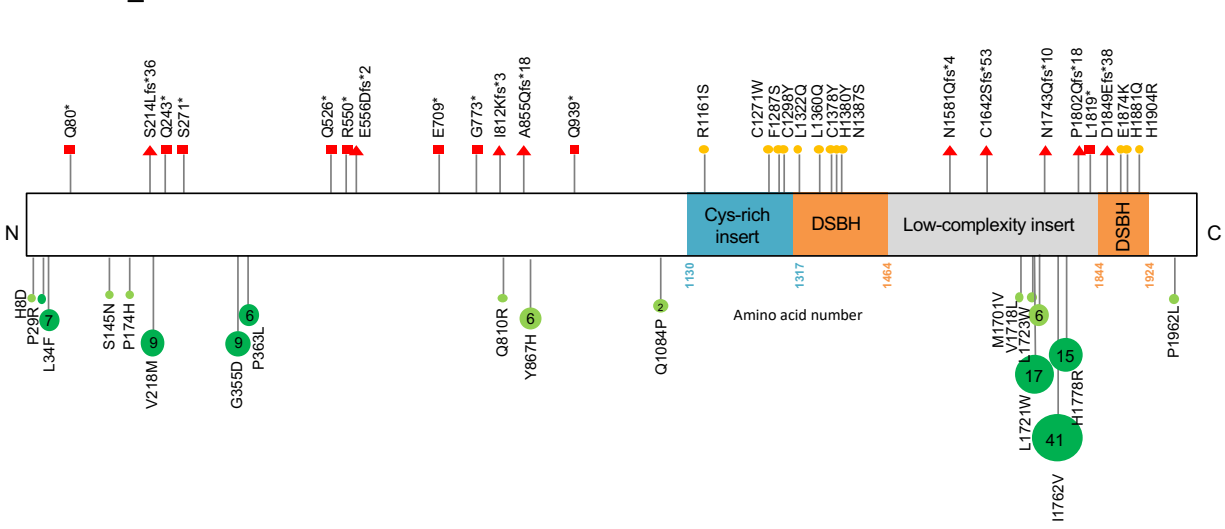 Q80*
S214Lfs*36
Q243*
S271*
Q526*
R550*
E556Dfs*2
E709*
G773*
I812Kfs*3
A855Qfs*18
Q939*
R1161S
C1271W
F1287S
C1298Y
L1322Q
L1360Q
C1378Y
H1380Y
N1387S
N1581Qfs*4
C1642Sfs*53
N1743Qfs*10
P1802Qfs*18
L1819*
D1849Efs*38
E1874K
H1881Q
H1904R
N
Cys-rich
insert
DSBH
Low-complexity insert
DSBH
C
1130
1317
1464
1844
1924
Amino acid number
H8D
P29R
7
L34F
S145N
P174H
9
V218M
9
G355D
6
P363L
Q810R
6
Y867H
2
Q1084P
M1701V
V1718L
L1723W
6
17
L1721W
41
I1762V
15
H1778R
P1962L